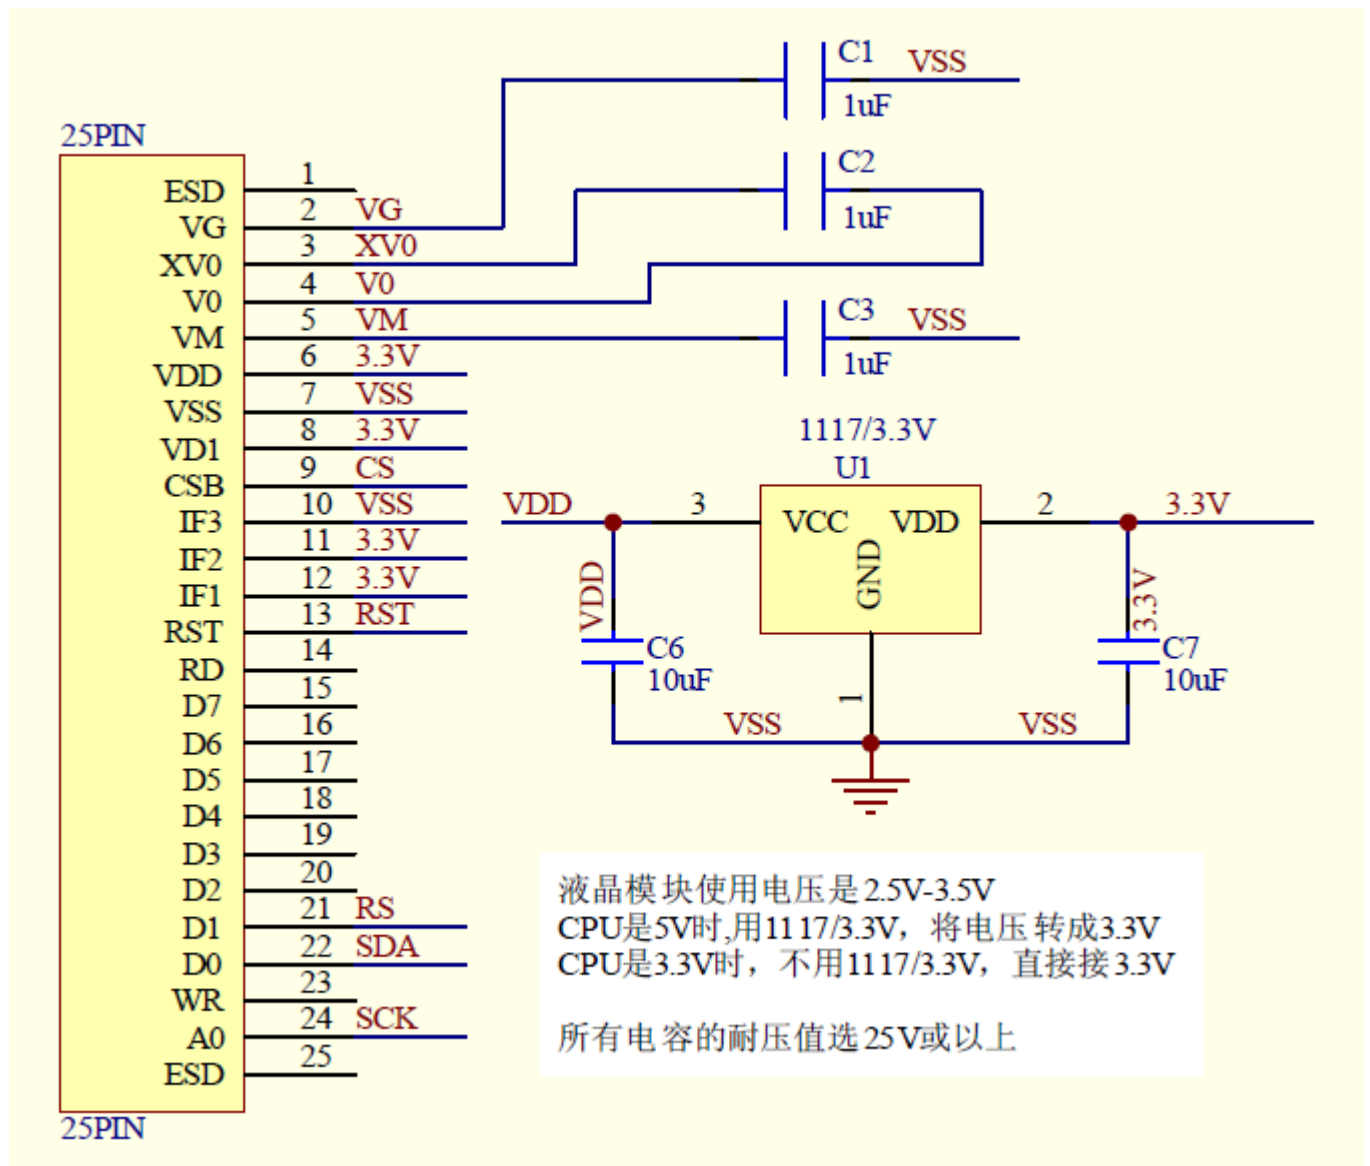 25PIN
ESD 1
VG 2 VG
XV0 3 XV0
V0 4 V0
VM 5 VM
VDD 6 3.3V
VSS 7 VSS
VD1 8 3.3V
CSB 9 CS
IF3 10 VSS
IF2 11 3.3V
IF1 12 3.3V
RST 13 RST
RD 14
D7 15
D6 16
D5 17
D4 18
D3 19
D2 20
D1 21 RS
D0 22 SDA
WR 23
A0 24 SCK
ESD 25
25PIN
C1 VSS
1uF
C2
1uF
C3 VSS
1uF
1117/3.3V
U1
VDD 3 VCC VDD 2 3.3V
GND
VDD
3.3V
C6
10uF
C7
10uF
1
VSS VSS
液晶模块使用电压是2.5V-3.5V
CPU是5V时,用1117/3.3V，将电压转成3.3V
CPU是3.3V时，不用1117/3.3V，直接接3.3V
所有电容的耐压值选25V或以上